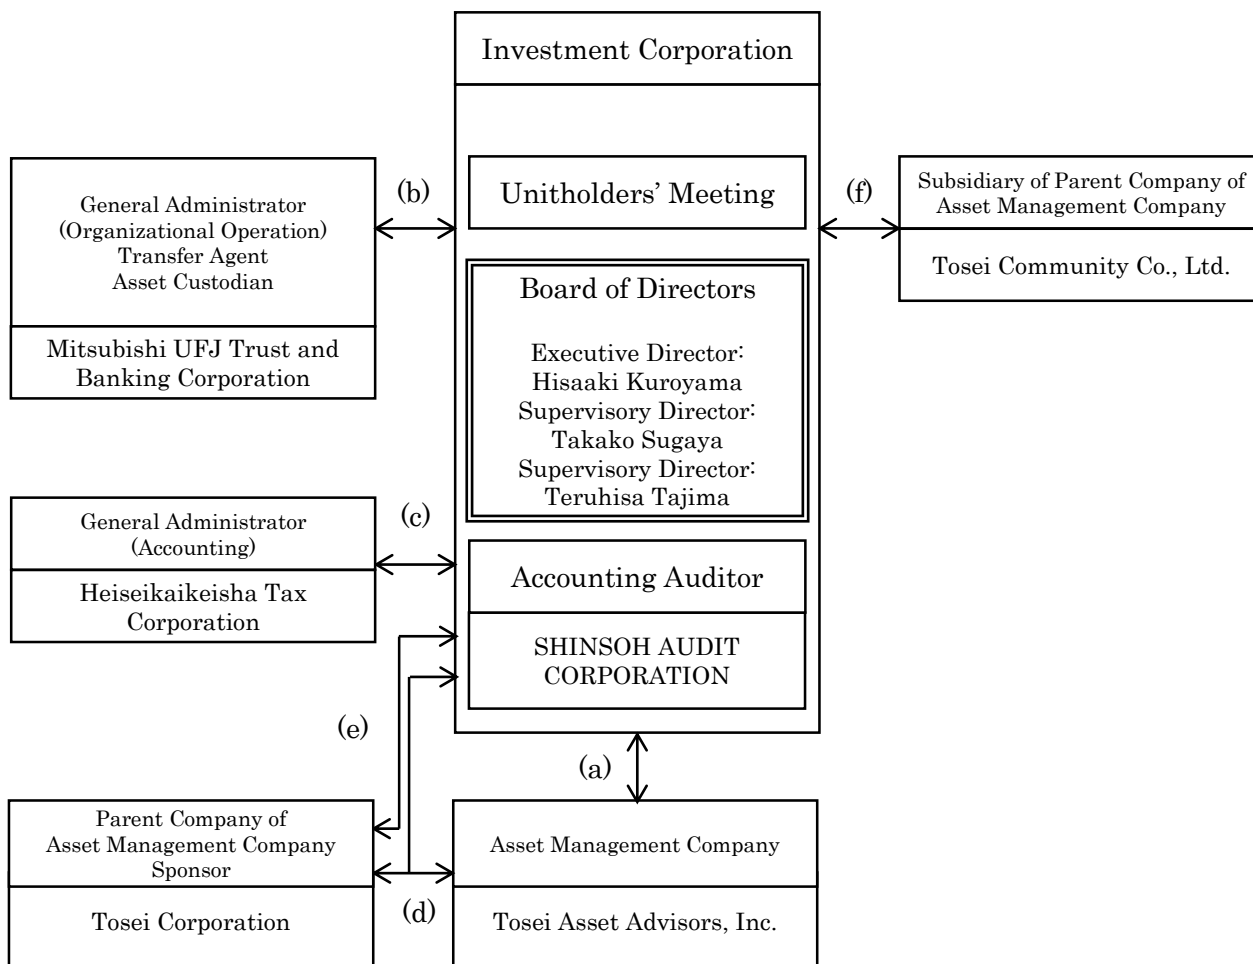 Investment Corporation
Unitholders’ Meeting
Board of Directors
Executive Director:
Hisaaki Kuroyama
Supervisory Director:
Takako Sugaya
Supervisory Director:
Teruhisa Tajima
Accounting Auditor
SHINSOH AUDIT
CORPORATION
(b)
General Administrator
(Organizational Operation)
Transfer Agent
Asset Custodian
Mitsubishi UFJ Trust and
Banking Corporation
(f)
Subsidiary of Parent Company of
Asset Management Company
Tosei Community Co., Ltd.
(c)
General Administrator
(Accounting)
Heiseikaikeisha Tax
Corporation
(e)
(a)
Parent Company of
Asset Management Company
Sponsor
Tosei Corporation
(d)
Asset Management Company
Tosei Asset Advisors, Inc.